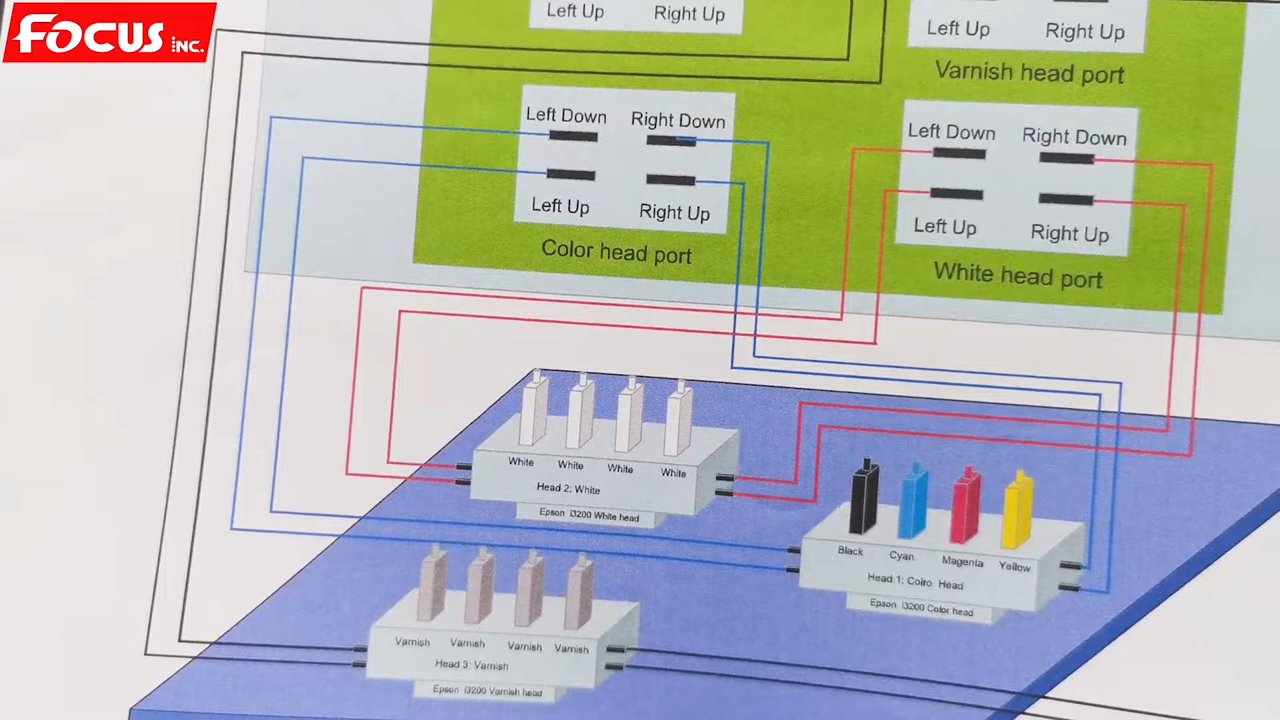 FOCUS INC.
Left Up Right Up
Left Up Right Up
Varnish head port
Left Down Right Down
Left Up Right Up
Color head port
Left Down Right Down
Left Up Right Up
White head port
White White White White
Head 2: White
Epson i3200 White head
Black Cyan Magenta Yellow
Head 1: Colro Head
Epson i3200 Color head
Varnish Varnish Varnish Varnish
Head 3: Varnish
Epson i3200 Varnish head